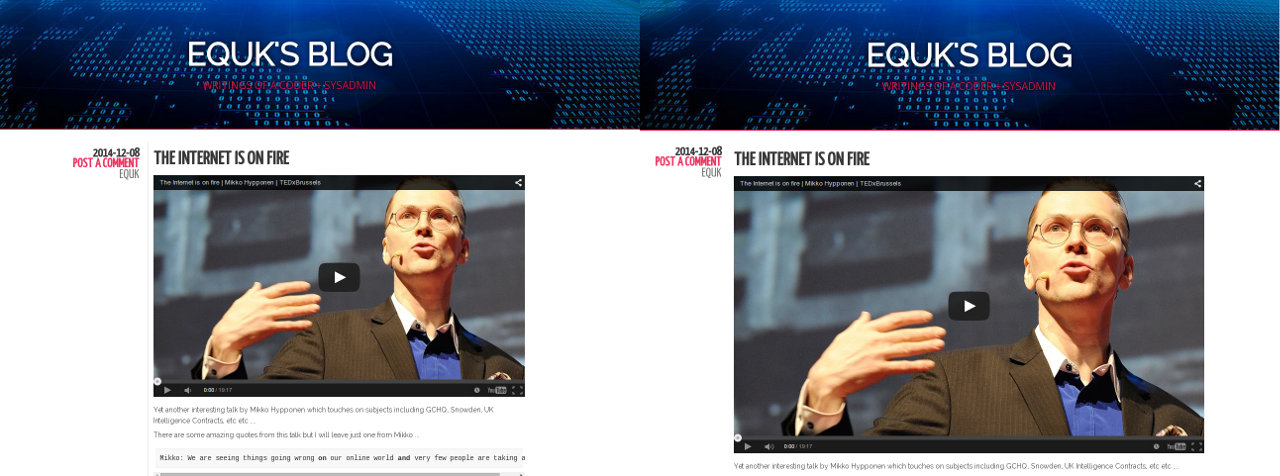 EQUK'S BLOG
WRITINGS OF A CODER + SYSADMIN
2014-12-08
POST A COMMENT
EQUK
THE INTERNET IS ON FIRE
The Internet is on fire | Mikko Hypponen | TEDxBrussels
0:00 / 19:17
YouTube
Yet another interesting talk by Mikko Hypponen which touches on subjects including GCHQ, Snowden, UK
Intelligence Contracts, etc etc ...
There are some amazing quotes from this talk but I will leave just one from Mikko ...
Mikko: We are seeing things going wrong on our online world and very few people are taking a
EQUK'S BLOG
WRITINGS OF A CODER + SYSADMIN
2014-12-08
POST A COMMENT
EQUK
THE INTERNET IS ON FIRE
The Internet is on fire | Mikko Hypponen | TEDxBrussels
0:00 / 19:17
YouTube
Yet another interesting talk by Mikko Hypponen which touches on subjects including GCHQ, Snowden, UK Intelligence Contracts, etc etc ...